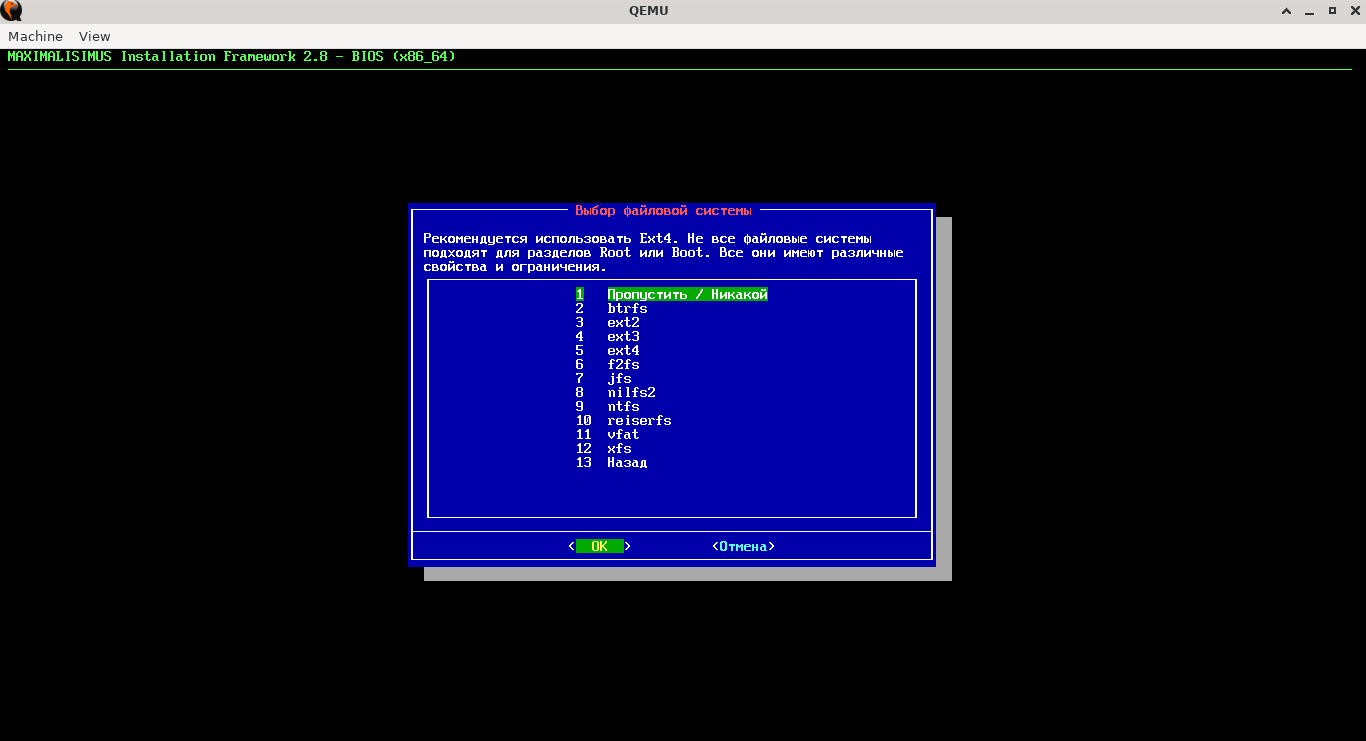 QEMU
Machine View
MAXIMALISIMUS Installation Framework 2.8 - BIOS (x86_64)
Выбор файловой системы
Рекомендуется использовать Ext4. Не все файловые системы
подходят для разделов Root или Boot. Все они имеют различные
свойства и ограничения.
1 Пропустить / Никакой
2 btrfs
3 ext2
4 ext3
5 ext4
6 f2fs
7 jfs
8 nilfs2
9 ntfs
10 reiserfs
11 vfat
12 xfs
13 Назад
< OK > <Отмена>